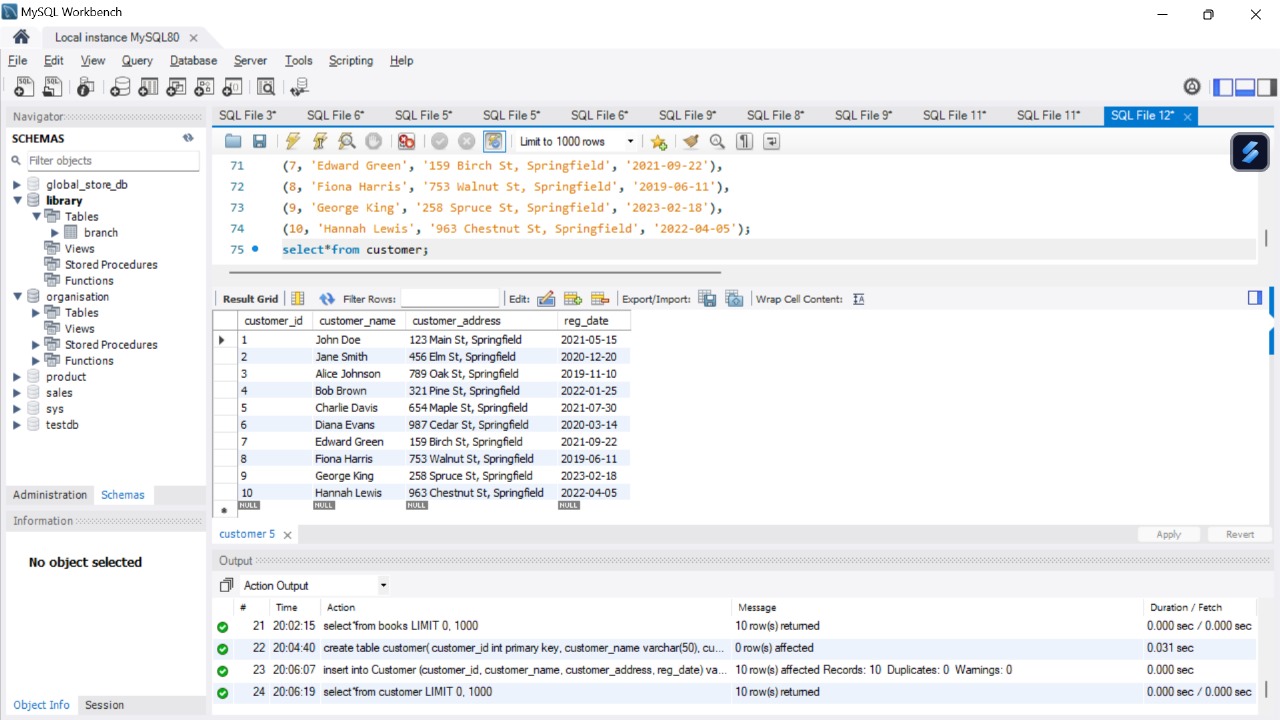 MySQL Workbench
Local instance MySQL80
File Edit View Query Database Server Tools Scripting Help
Navigator
SCHEMAS
Filter objects
global_store_db
library
Tables
branch
Views
Stored Procedures
Functions
organisation
Tables
Views
Stored Procedures
Functions
product
sales
sys
testdb
Administration Schemas
Information
No object selected
Object Info Session
SQL File 3* SQL File 6* SQL File 5* SQL File 5* SQL File 6* SQL File 9* SQL File 8* SQL File 9* SQL File 11* SQL File 11* SQL File 12*
Limit to 1000 rows
71 (7, 'Edward Green', '159 Birch St, Springfield', '2021-09-22'),
72 (8, 'Fiona Harris', '753 Walnut St, Springfield', '2019-06-11'),
73 (9, 'George King', '258 Spruce St, Springfield', '2023-02-18'),
74 (10, 'Hannah Lewis', '963 Chestnut St, Springfield', '2022-04-05');
75 select*from customer;
Result Grid Filter Rows: Edit: Export/Import: Wrap Cell Content:
customer_id customer_name customer_address reg_date
1 John Doe 123 Main St, Springfield 2021-05-15
2 Jane Smith 456 Elm St, Springfield 2020-12-20
3 Alice Johnson 789 Oak St, Springfield 2019-11-10
4 Bob Brown 321 Pine St, Springfield 2022-01-25
5 Charlie Davis 654 Maple St, Springfield 2021-07-30
6 Diana Evans 987 Cedar St, Springfield 2020-03-14
7 Edward Green 159 Birch St, Springfield 2021-09-22
8 Fiona Harris 753 Walnut St, Springfield 2019-06-11
9 George King 258 Spruce St, Springfield 2023-02-18
10 Hannah Lewis 963 Chestnut St, Springfield 2022-04-05
NULL NULL NULL NULL
customer 5
Apply Revert
Output
Action Output
# Time Action Message Duration / Fetch
21 20:02:15 select*from books LIMIT 0, 1000 10 row(s) returned 0.000 sec / 0.000 sec
22 20:04:40 create table customer( customer_id int primary key, customer_name varchar(50), cu... 0 row(s) affected 0.031 sec
23 20:06:07 insert into Customer (customer_id, customer_name, customer_address, reg_date) va... 10 row(s) affected Records: 10 Duplicates: 0 Warnings: 0 0.000 sec
24 20:06:19 select*from customer LIMIT 0, 1000 10 row(s) returned 0.000 sec / 0.000 sec